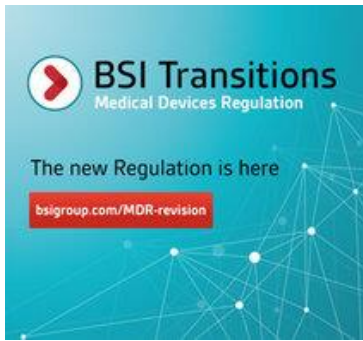 BSI Transitions
Medical Devices Regulation
The new Regulation is here
bsigroup.com/MDR-revision